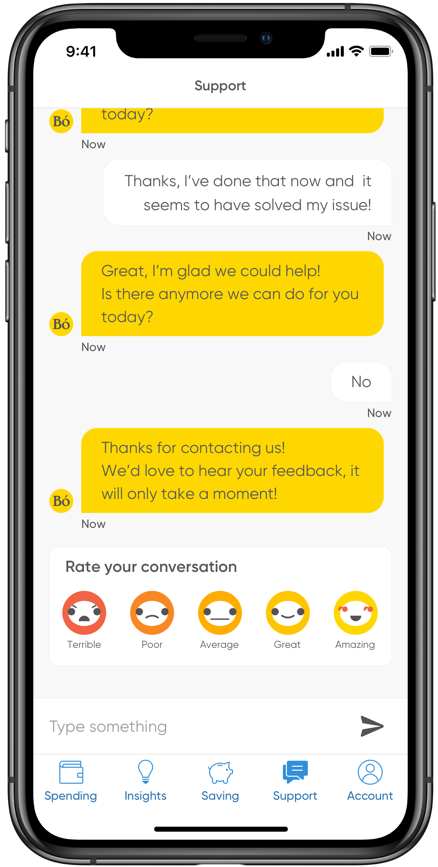 9:41
Support
today?
Bó
Now
Thanks, I've done that now and  it
seems to have solved my issue!
Now
Great, I'm glad we could help!
Is there anymore we can do for you
today?
Bó
Now
No
Now
Thanks for contacting us!
We'd love to hear your feedback, it
will only take a moment!
Bó
Now
Rate your conversation
Terrible
Poor
Average
Great
Amazing
Type something
Spending
Insights
Saving
Support
Account